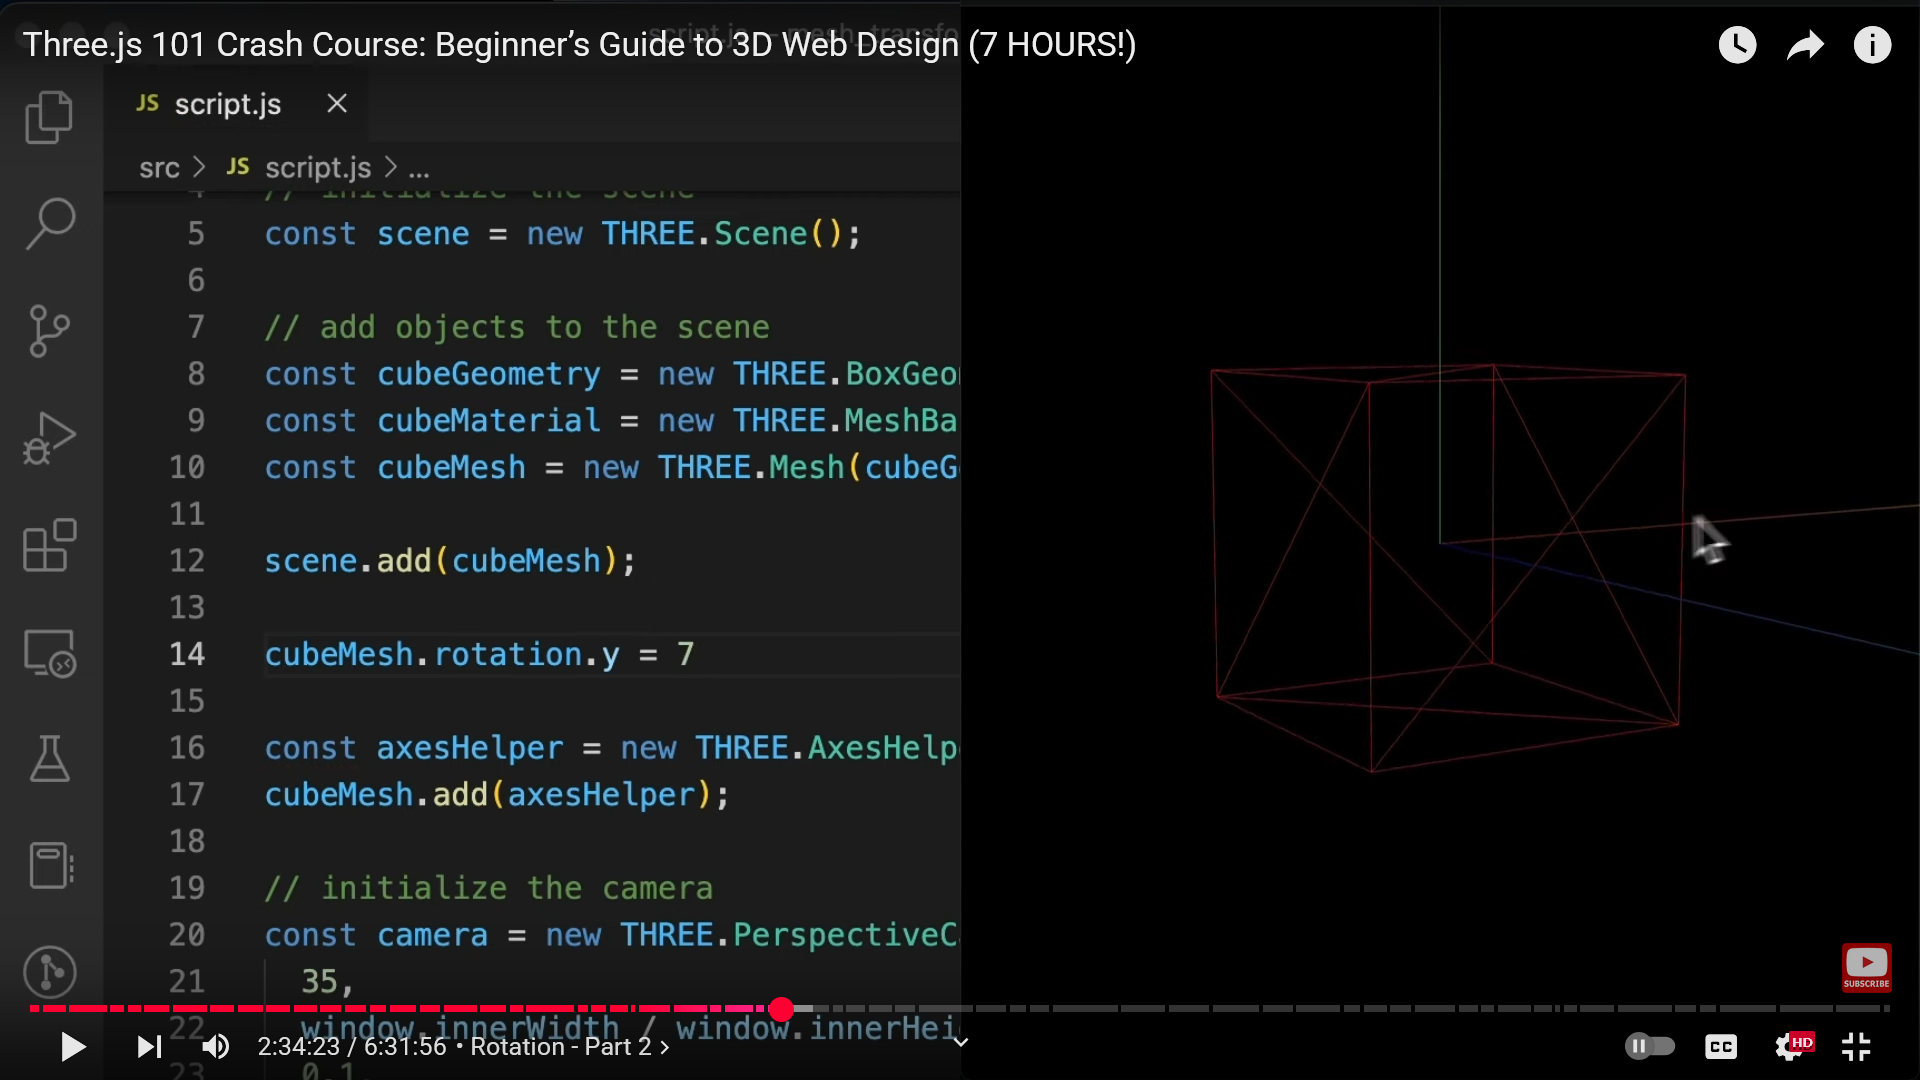 Three.js 101 Crash Course: Beginner’s Guide to 3D Web Design (7 HOURS!)
JS script.js
src > JS script.js > ...
4 // initialize the scene
5 const scene = new THREE.Scene();
6
7 // add objects to the scene
8 const cubeGeometry = new THREE.BoxGeo
9 const cubeMaterial = new THREE.MeshBa
10 const cubeMesh = new THREE.Mesh(cubeG
11
12 scene.add(cubeMesh);
13
14 cubeMesh.rotation.y = 7
15
16 const axesHelper = new THREE.AxesHelp
17 cubeMesh.add(axesHelper);
18
19 // initialize the camera
20 const camera = new THREE.PerspectiveC
21 35,
22 window.innerWidth / window.innerHei
23 0.1,
SUBSCRIBE
2:34:23 / 6:31:56 • Rotation - Part 2 >
CC
HD